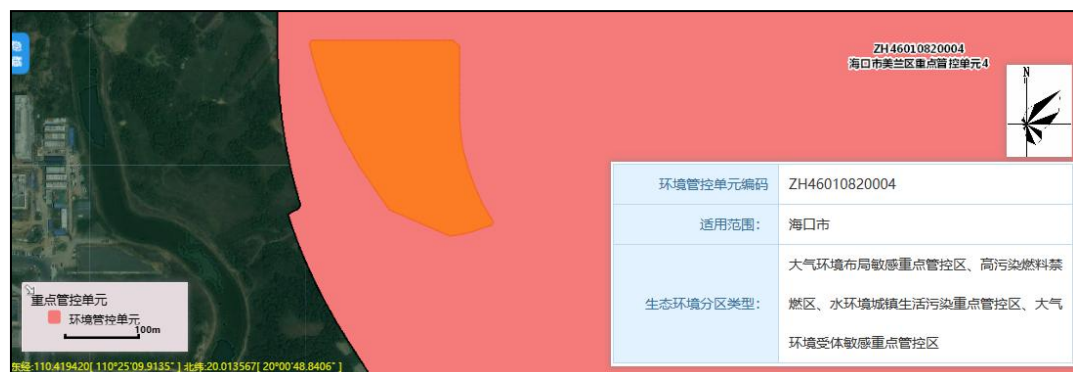 ZH46010820004
海口市美兰区重点管控单元4
N
环境管控单元编码 ZH46010820004
适用范围： 海口市
生态环境分区类型： 大气环境布局敏感重点管控区、高污染燃料禁
燃区、水环境城镇生活污染重点管控区、大气
环境受体敏感重点管控区
重点管控单元
环境管控单元
100m
东经:110.419420[ 110°25'09.9135" ] 北纬:20.013567[ 20°00'48.8406" ]